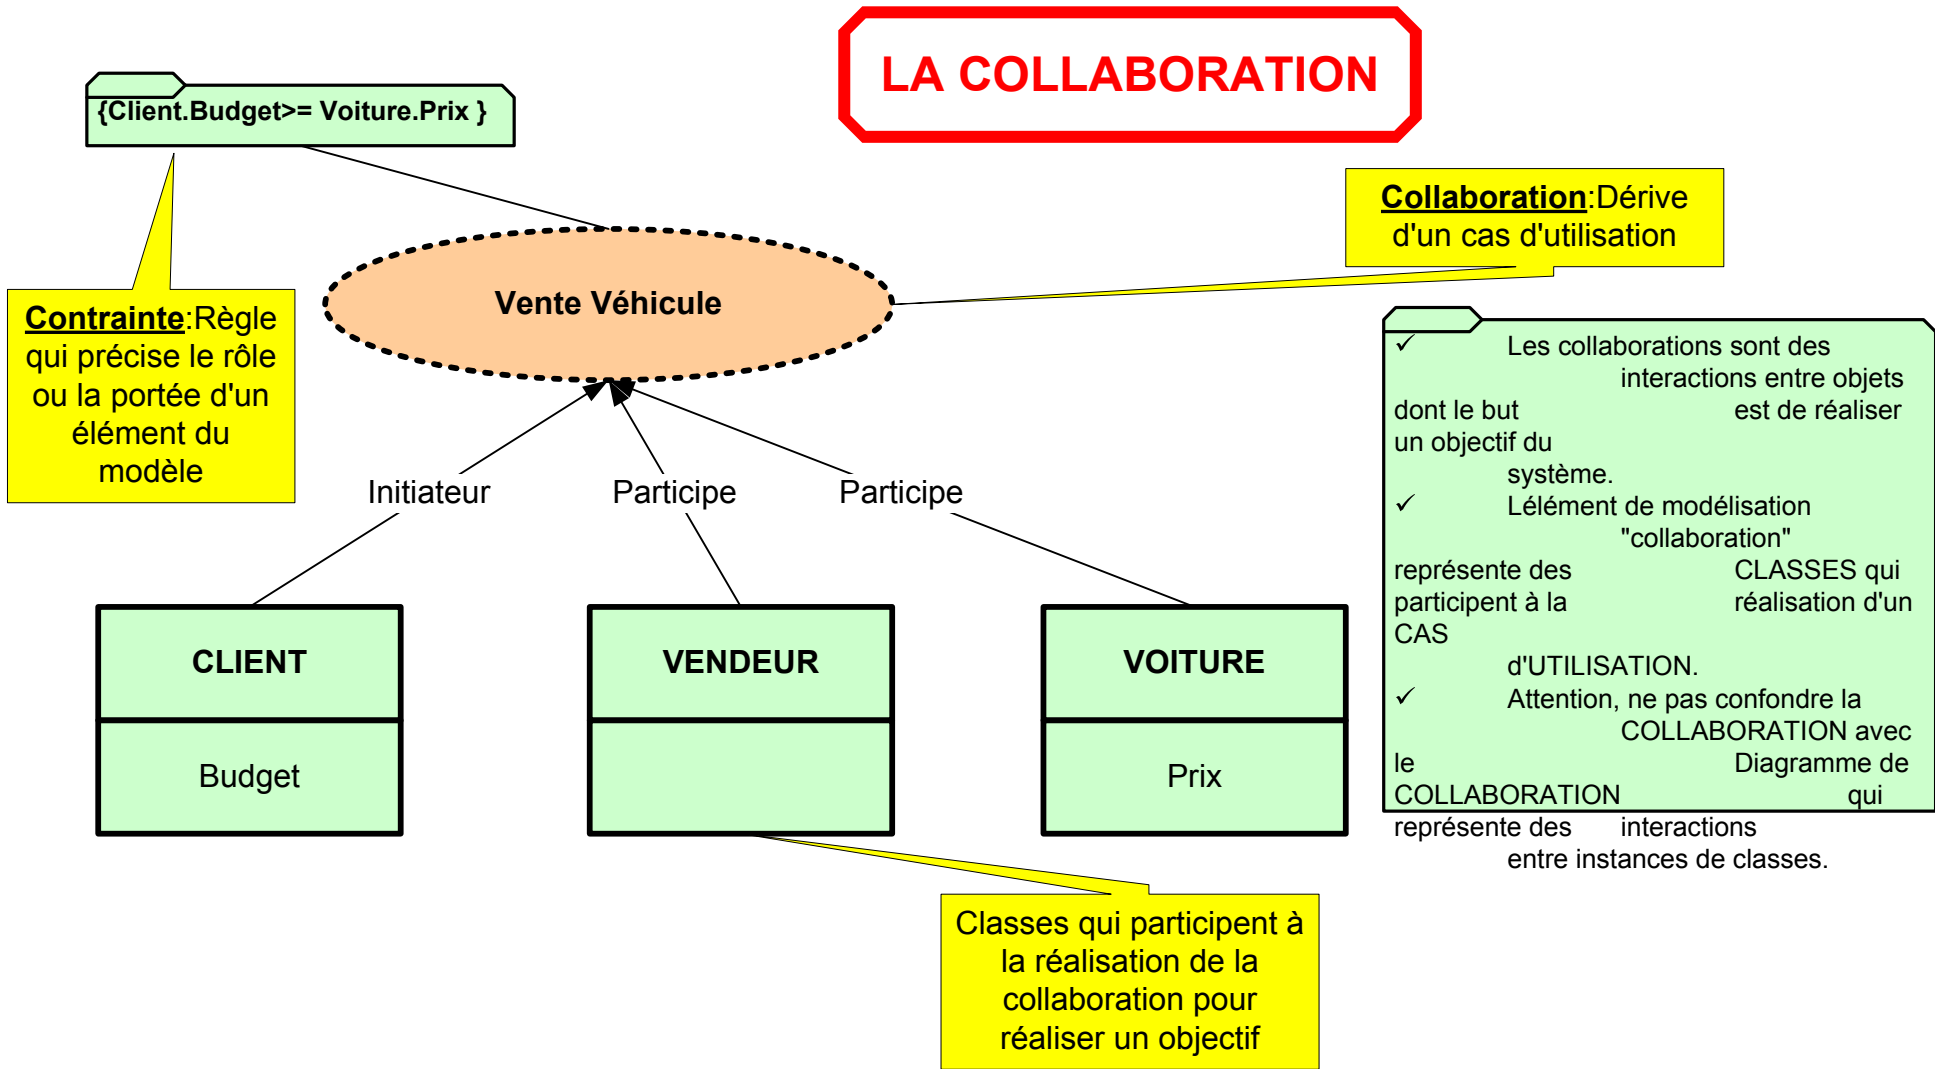 LA COLLABORATION
{Client.Budget>= Voiture.Prix }
Collaboration:Dérive
d'un cas d'utilisation
Vente Véhicule
Contrainte:Règle
qui précise le rôle
ou la portée d'un
élément du
modèle
Initiateur
Participe
Participe
CLIENT
Budget
VENDEUR
VOITURE
Prix
✓ Les collaborations sont des
interactions entre objets
dont le but est de réaliser
un objectif du
système.
✓ Lélément de modélisation
"collaboration"
représente des CLASSES qui
participent à la réalisation d'un
CAS
d'UTILISATION.
✓ Attention, ne pas confondre la
COLLABORATION avec
le Diagramme de
COLLABORATION qui
représente des interactions
entre instances de classes.
Classes qui participent à
la réalisation de la
collaboration pour
réaliser un objectif